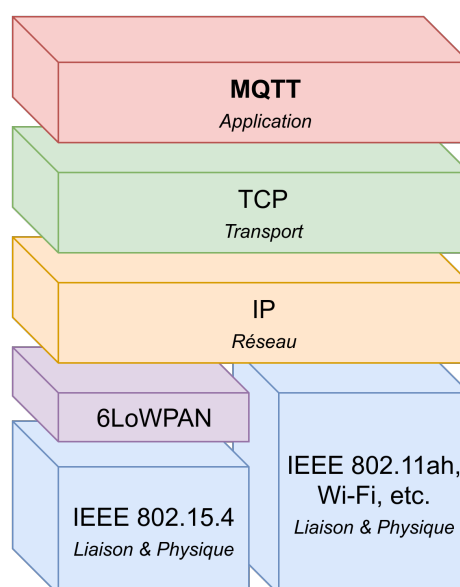 MQTT
Application
TCP
Transport
IP
Réseau
6LoWPAN
IEEE 802.15.4
Liaison & Physique
IEEE 802.11ah,
Wi-Fi, etc.
Liaison & Physique